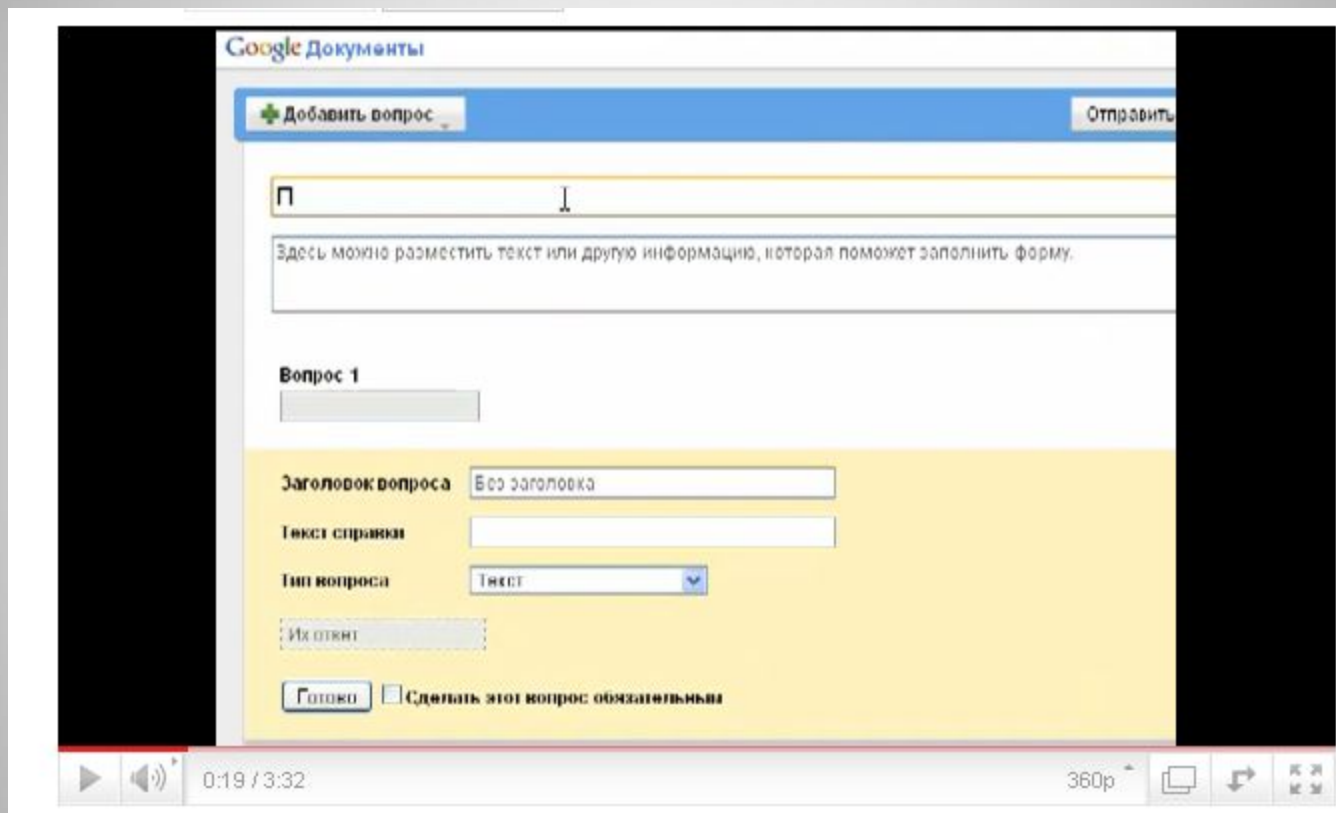 Google Документы
Добавить вопрос
Отправить
П
Здесь можно разместить текст или другую информацию, которая поможет заполнить форму.
Вопрос 1
Заголовок вопроса Без заголовка
Текст справки
Тип вопроса Текст
Их ответ
Готово Сделать этот вопрос обязательным
0:19 / 3:32 360p